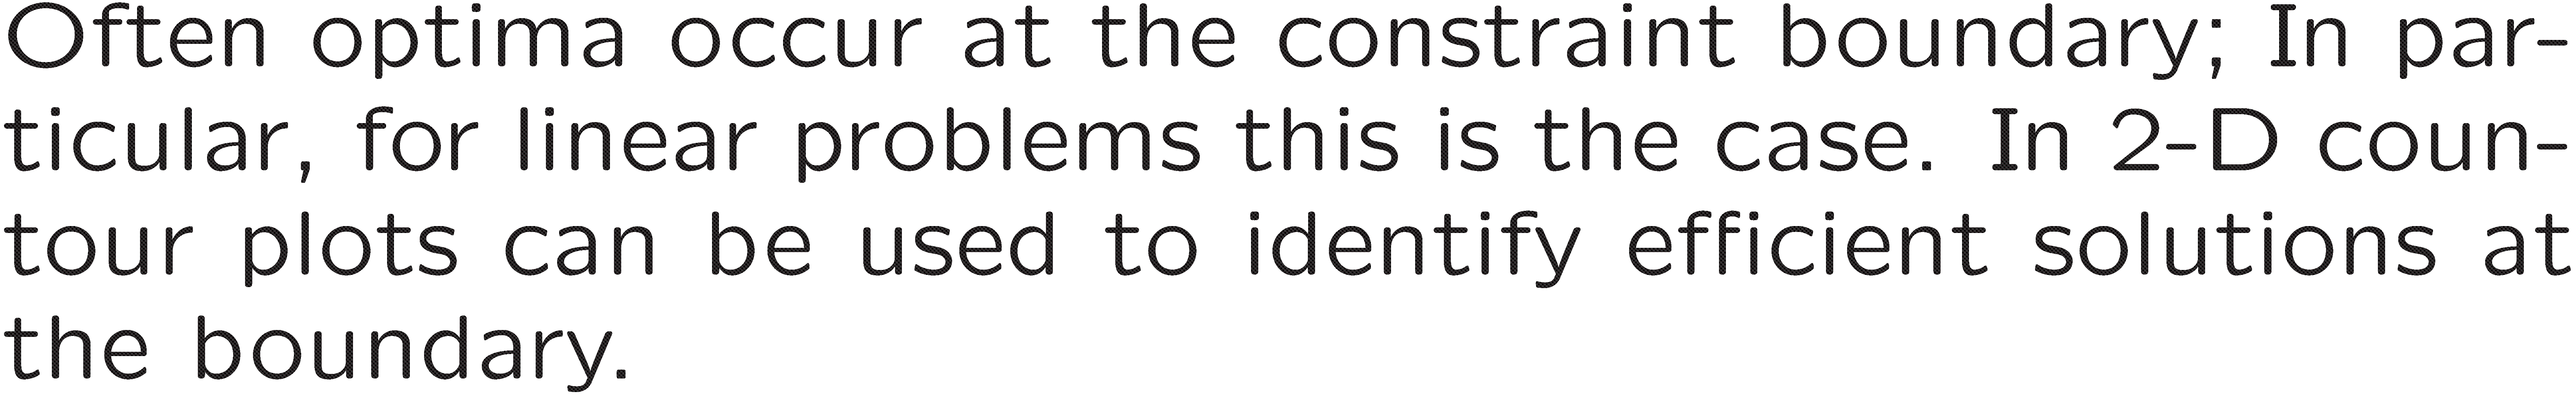 Often optima occur at the constraint boundary; In par-
ticular, for linear problems this is the case. In 2-D coun-
tour plots can be used to identify efficient solutions at
the boundary.